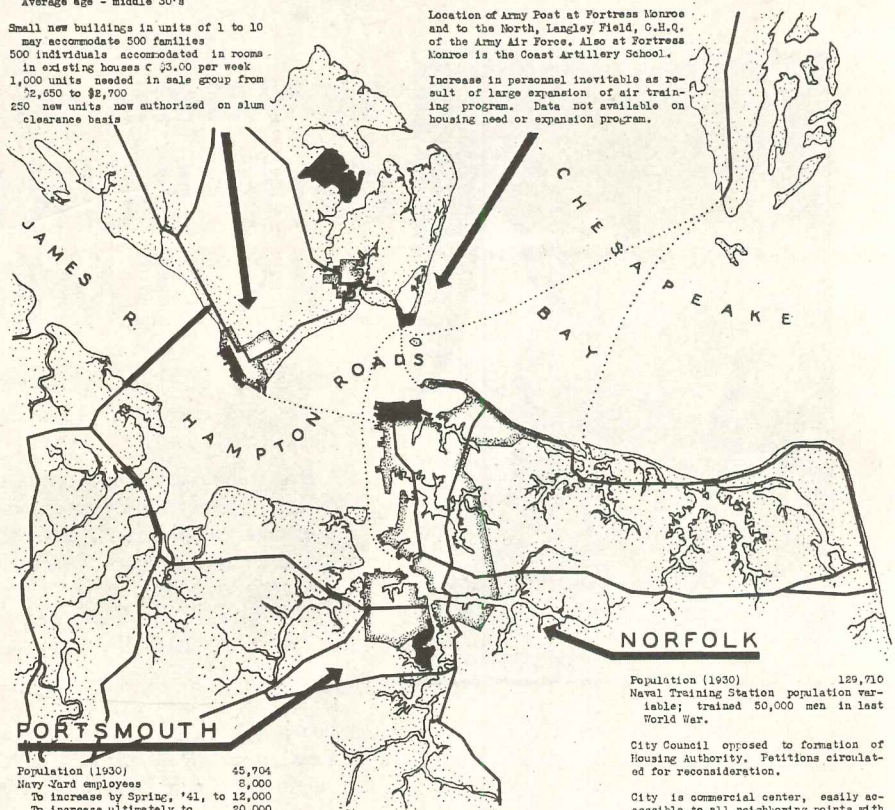 Average age - middle 30's
Small new buildings in units of 1 to 10
may accommodate 500 families
500 individuals accommodated in rooms
in existing houses @ $3.00 per week
1,000 units needed in sale group from
$2,650 to $2,700
250 new units now authorized on slum
clearance basis
Location of Army Post at Fortress Monroe
and to the North, Langley Field, G.H.Q.
of the Army Air Force. Also at Fortress
Monroe is the Coast Artillery School.
Increase in personnel inevitable as re-
sult of large expansion of air train-
ing program. Data not available on
housing need or expansion program.
JAMES R.
CHESAPEAKE
BAY
HAMPTON ROADS
NORFOLK
Population (1930) 129,710
Naval Training Station population var-
iable; trained 50,000 men in last
World War.
City Council opposed to formation of
Housing Authority. Petitions circulat-
ed for reconsideration.
City is commercial center, easily ac-
cessible to all neighboring points with
PORTSMOUTH
Population (1930) 45,704
Navy Yard employees 8,000
To increase by Spring, '41, to 12,000
To increase ultimately to 20,000